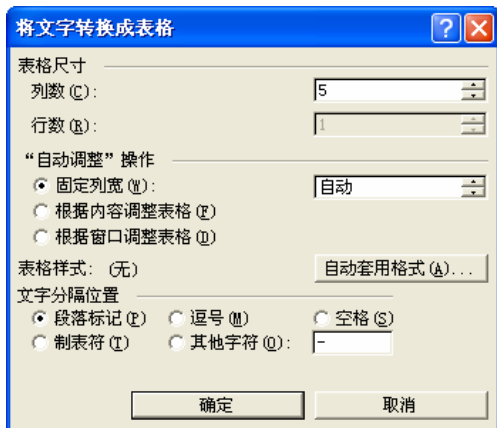 将文字转换成表格
表格尺寸
列数(C): 5
行数(R): 1
“自动调整”操作
固定列宽(W): 自动
根据内容调整表格(F)
根据窗口调整表格(D)
表格样式: (无) 自动套用格式(A)...
文字分隔位置
段落标记(P) 逗号(M) 空格(S)
制表符(T) 其他字符(O): -
确定 取消